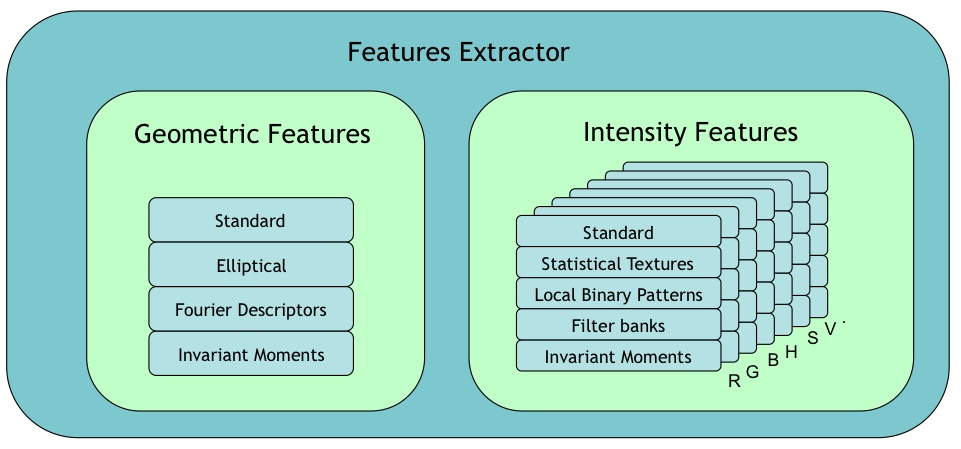 Features Extractor
Geometric Features
Standard
Elliptical
Fourier Descriptors
Invariant Moments
Intensity Features
Standard
Statistical Textures
Local Binary Patterns
Filter banks
Invariant Moments
R G B H S V .